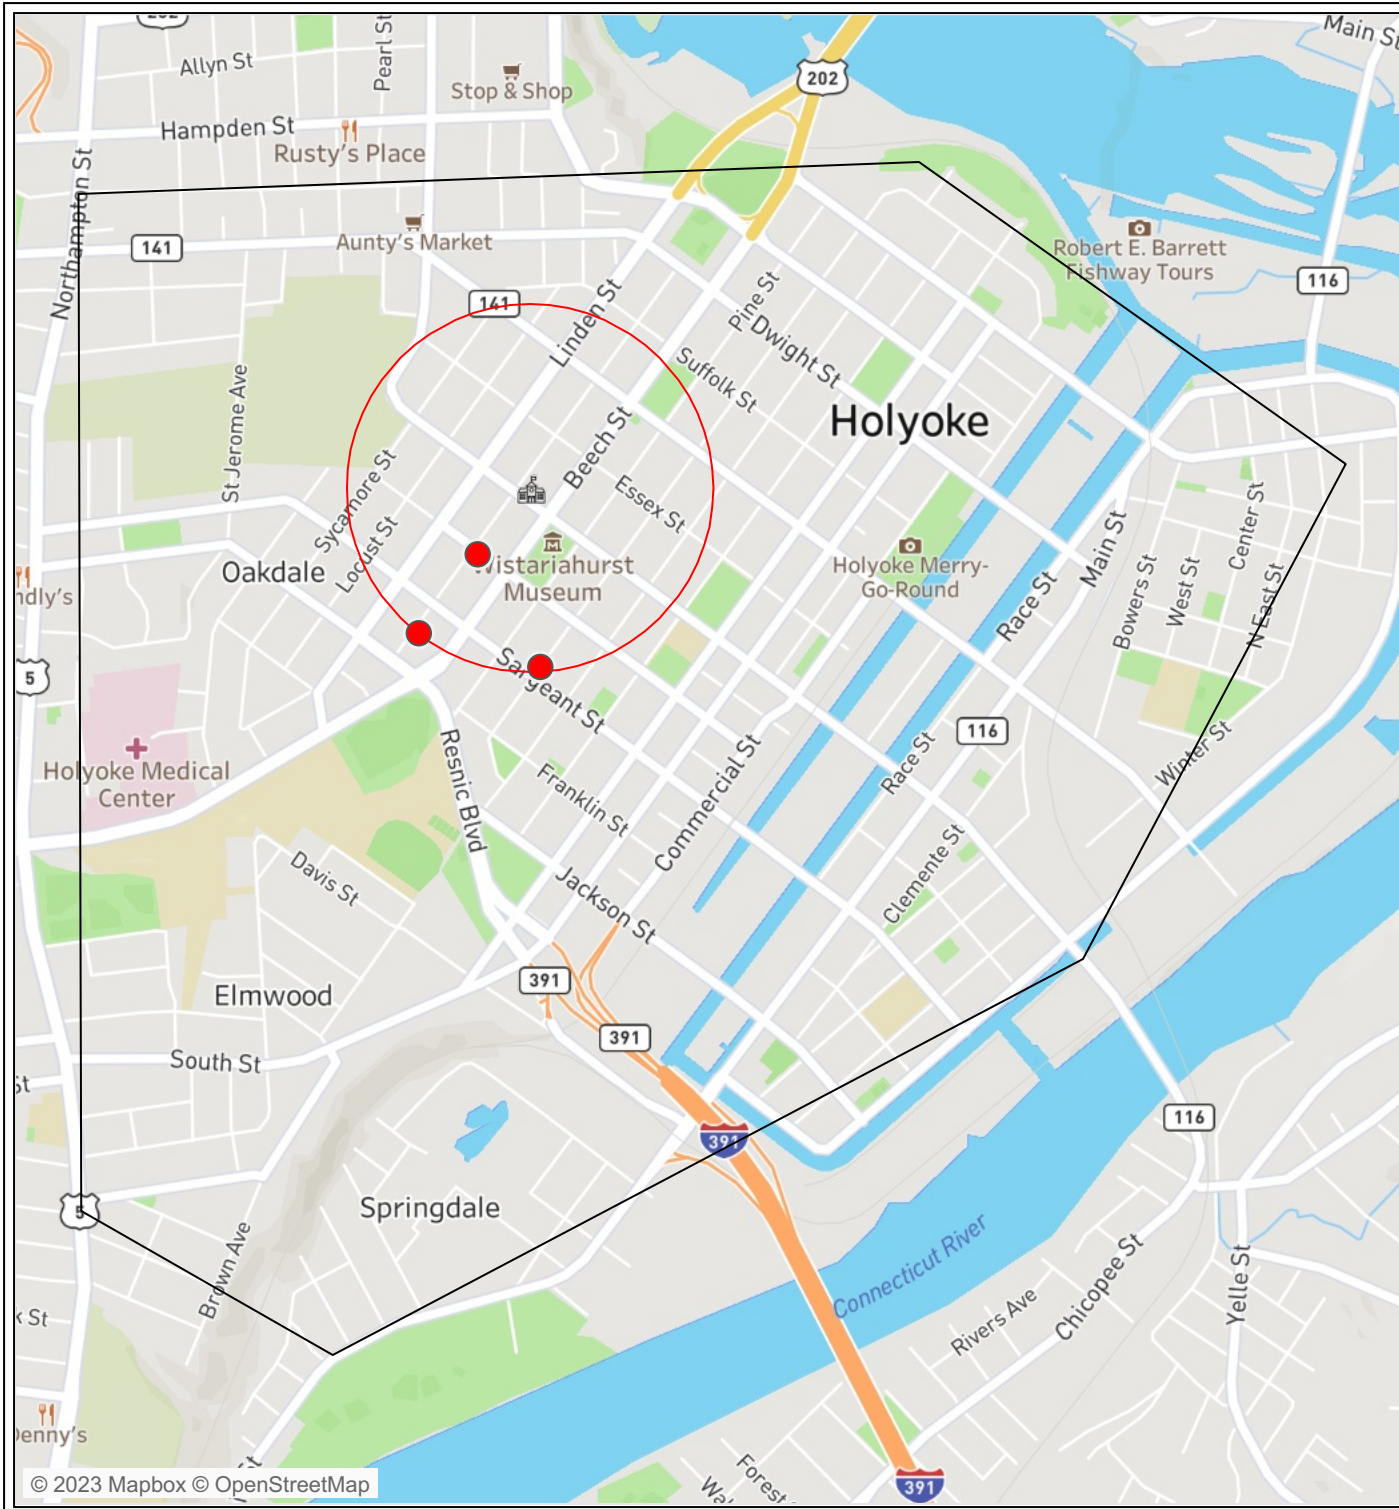 202
Main St
Allyn St
Pearl St
Stop & Shop
202
Hampden St
Rusty's Place
Northampton St
141
Aunty's Market
Robert E. Barrett
Fishway Tours
116
141
Linden St
Pine St
Dwight St
Suffolk St
St Jerome Ave
Holyoke
Beech St
Sycamore St
Essex St
Locust St
Center St
Main St
Oakdale
Wistariahurst
Museum
Holyoke Merry-
Go-Round
Race St
Bowers St
West St
N East St
ndly's
5
Sargeant St
116
Race St
Winter St
Holyoke Medical
Center
Resnic Blvd
Franklin St
Commercial St
Davis St
Jackson St
Clemente St
391
Elmwood
391
South St
St
116
391
Springdale
5
Brown Ave
Connecticut River
Chicopee St
Yelle St
k St
Rivers Ave
Denny's
Forest
391
© 2023 Mapbox © OpenStreetMap